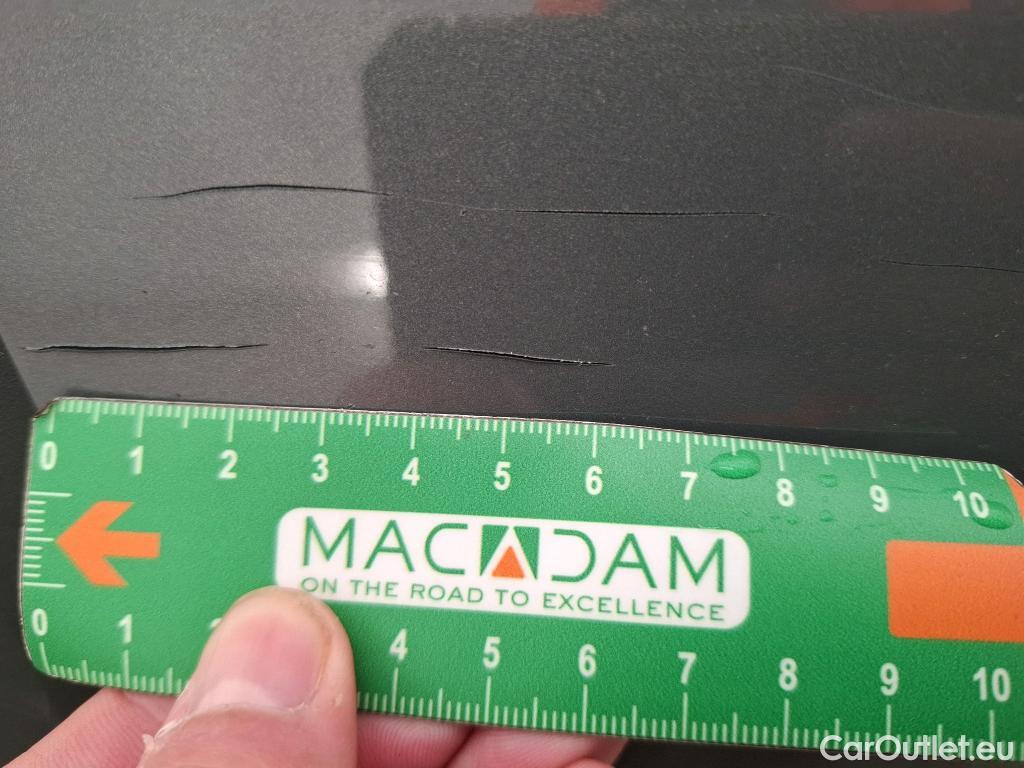 0 1 2 3 4 5 6 7 8 9 10
MACADAM
ON THE ROAD TO EXCELLENCE
0 1 4 5 6 7 8 9 10
CarOutlet.eu